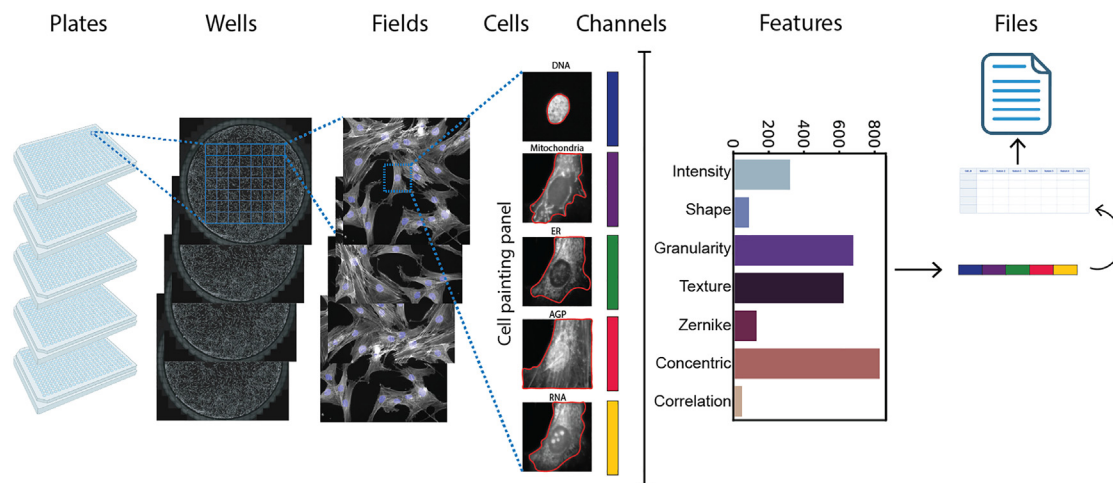 Plates
Wells
Fields
Cells
Channels
Features
Files
DNA
Mitochondria
ER
AGP
RNA
Cell painting panel
0
200
400
600
800
Intensity
Shape
Granularity
Texture
Zernike
Concentric
Correlation